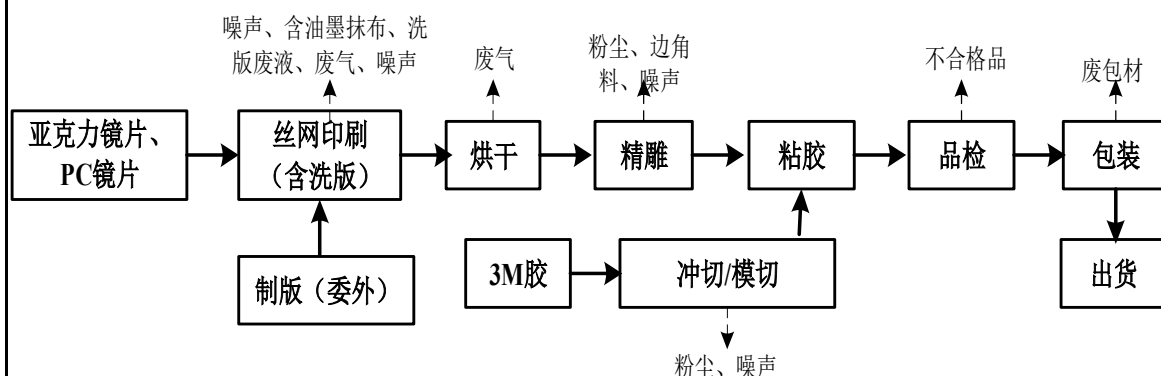 噪声、含油墨抹布、洗
版废液、废气、噪声
废气
粉尘、边角
料、噪声
不合格品
废包材
亚克力镜片、
PC镜片
丝网印刷
（含洗版）
烘干
精雕
粘胶
品检
包装
制版（委外）
3M胶
冲切/模切
出货
粉尘、噪声